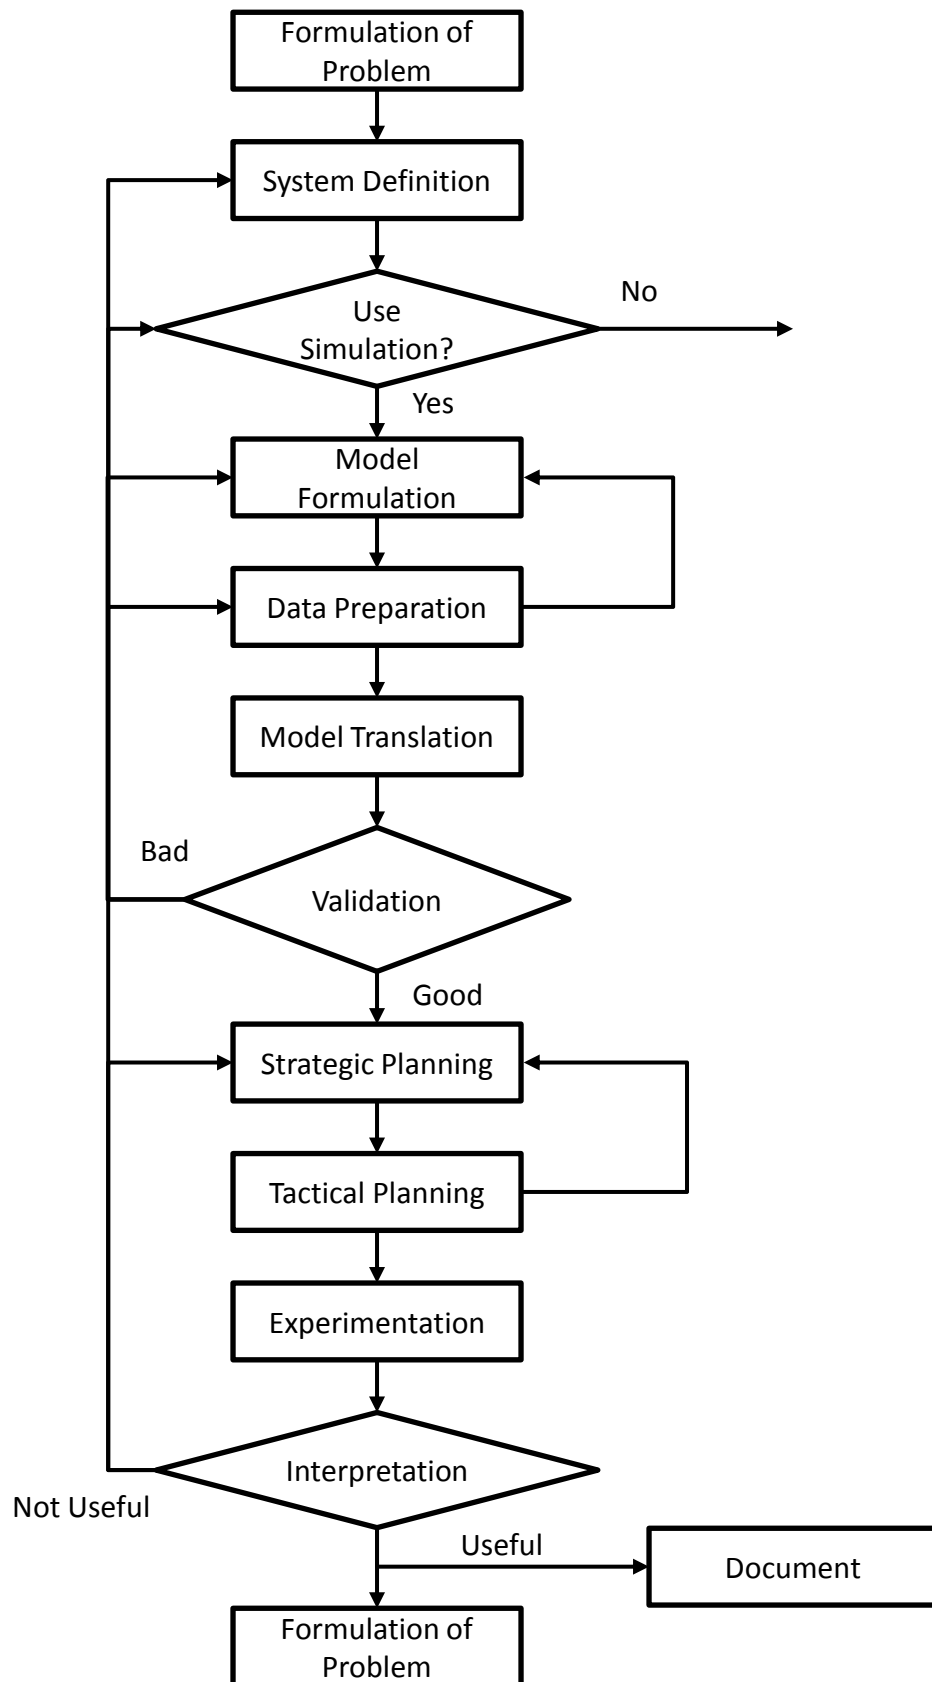 Formulation of
Problem
System Definition
No
Use
Simulation?
Yes
Model
Formulation
Data Preparation
Model Translation
Bad
Validation
Good
Strategic Planning
Tactical Planning
Experimentation
Interpretation
Not Useful
Useful
Document
Formulation of
Problem